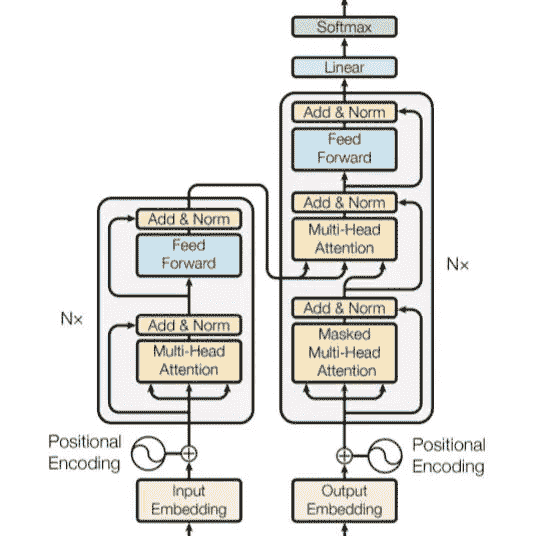 Softmax
Linear
Add & Norm
Feed
Forward
Add & Norm
Multi-Head
Attention
Nx
Add & Norm
Masked
Multi-Head
Attention
Positional
Encoding
Output
Embedding
Add & Norm
Feed
Forward
Nx
Add & Norm
Multi-Head
Attention
Positional
Encoding
Input
Embedding